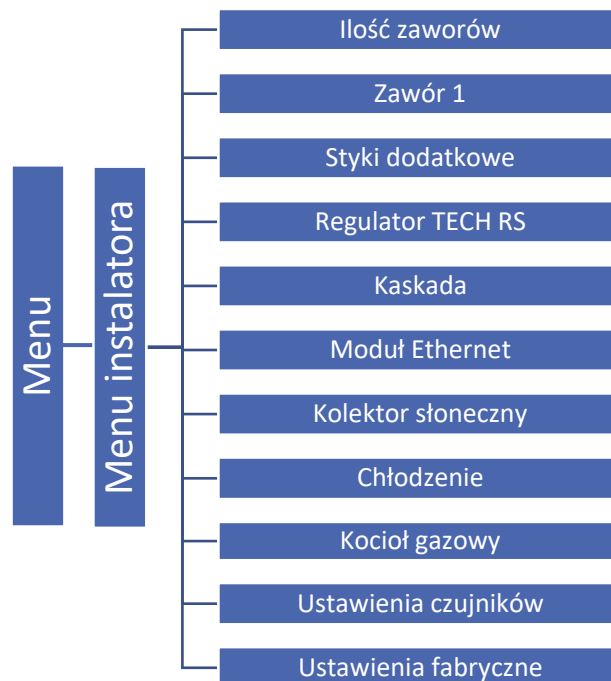 Menu
Menu instalatora
Ilość zaworów
Zawór 1
Styki dodatkowe
Regulator TECH RS
Kaskada
Moduł Ethernet
Kolektor słoneczny
Chłodzenie
Kocioł gazowy
Ustawienia czujników
Ustawienia fabryczne